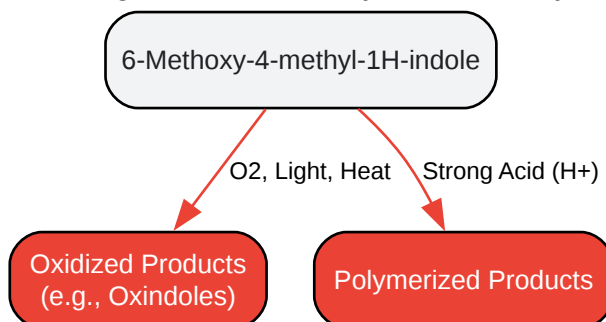 6-Methoxy-4-methyl-1H-indole
O2, Light, Heat
Strong Acid (H+)
Oxidized Products
(e.g., Oxindoles)
Polymerized Products